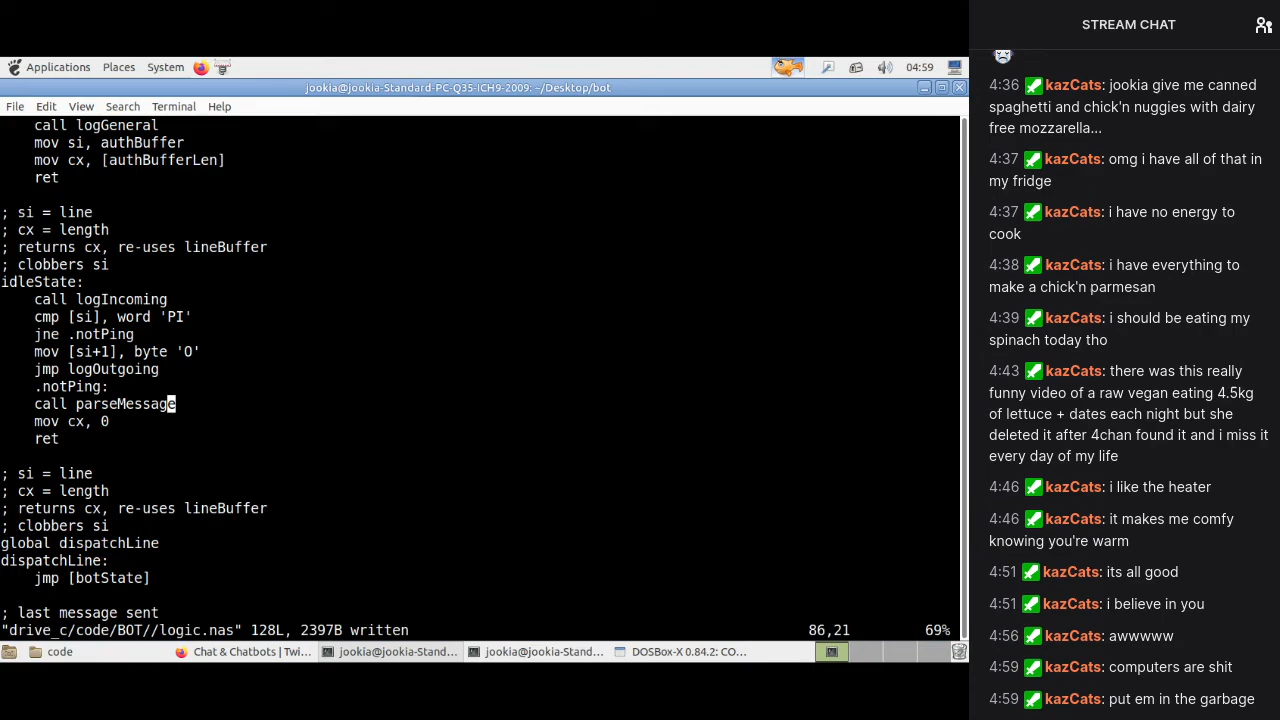 STREAM CHAT
Applications Places System 04:59
jookia@jookia-Standard-PC-Q35-ICH9-2009: ~/Desktop/bot
File Edit View Search Terminal Help
call logGeneral
mov si, authBuffer
mov cx, [authBufferLen]
ret
; si = line
; cx = length
; returns cx, re-uses lineBuffer
; clobbers si
idleState:
call logIncoming
cmp [si], word 'PI'
jne .notPing
mov [si+1], byte 'O'
jmp logOutgoing
.notPing:
call parseMessage
mov cx, 0
ret
; si = line
; cx = length
; returns cx, re-uses lineBuffer
; clobbers si
global dispatchLine
dispatchLine:
jmp [botState]
; last message sent
"drive_c/code/BOT//logic.nas" 128L, 2397B written 86,21 69%
code Chat & Chatbots | Twi... jookia@jookia-Stand... jookia@jookia-Stand... DOSBox-X 0.84.2: CO...
4:36 kazCats: jookia give me canned
spaghetti and chick'n nuggies with dairy
free mozzarella...
4:37 kazCats: omg i have all of that in
my fridge
4:37 kazCats: i have no energy to
cook
4:38 kazCats: i have everything to
make a chick'n parmesan
4:39 kazCats: i should be eating my
spinach today tho
4:43 kazCats: there was this really
funny video of a raw vegan eating 4.5kg
of lettuce + dates each night but she
deleted it after 4chan found it and i miss it
every day of my life
4:46 kazCats: i like the heater
4:46 kazCats: it makes me comfy
knowing you're warm
4:51 kazCats: its all good
4:51 kazCats: i believe in you
4:56 kazCats: awwwww
4:59 kazCats: computers are shit
4:59 kazCats: put em in the garbage